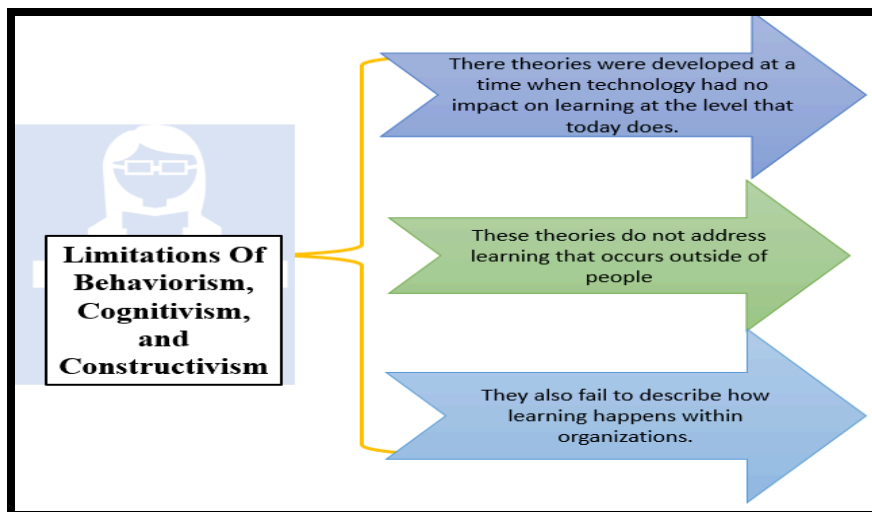 There theories were developed at a
time when technology had no
impact on learning at the level that
today does.
Limitations Of
Behaviorism,
Cognitivism,
and
Constructivism
These theories do not address
learning that occurs outside of
people
They also fail to describe how
learning happens within
organizations.